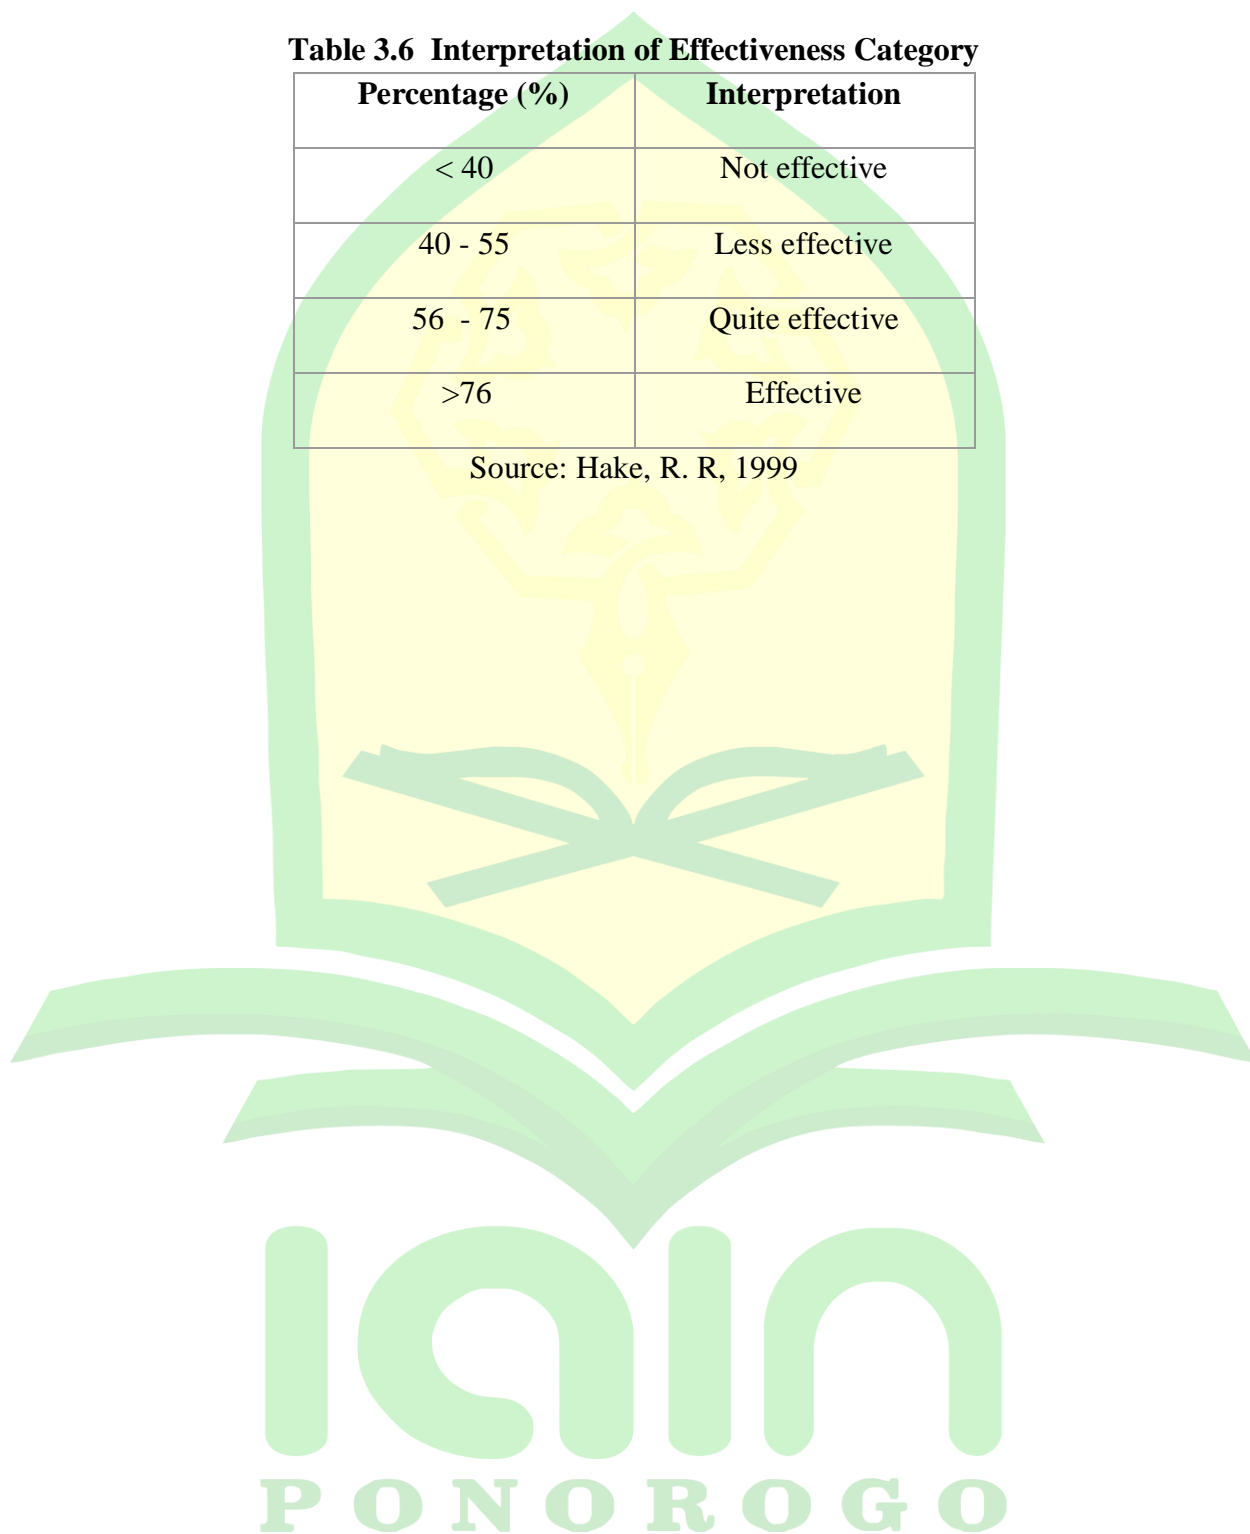 Table 3.6 Interpretation of Effectiveness Category
Percentage (%) Interpretation
< 40 Not effective
40 - 55 Less effective
56 - 75 Quite effective
>76 Effective
Source: Hake, R. R, 1999
iain
PONOROGO